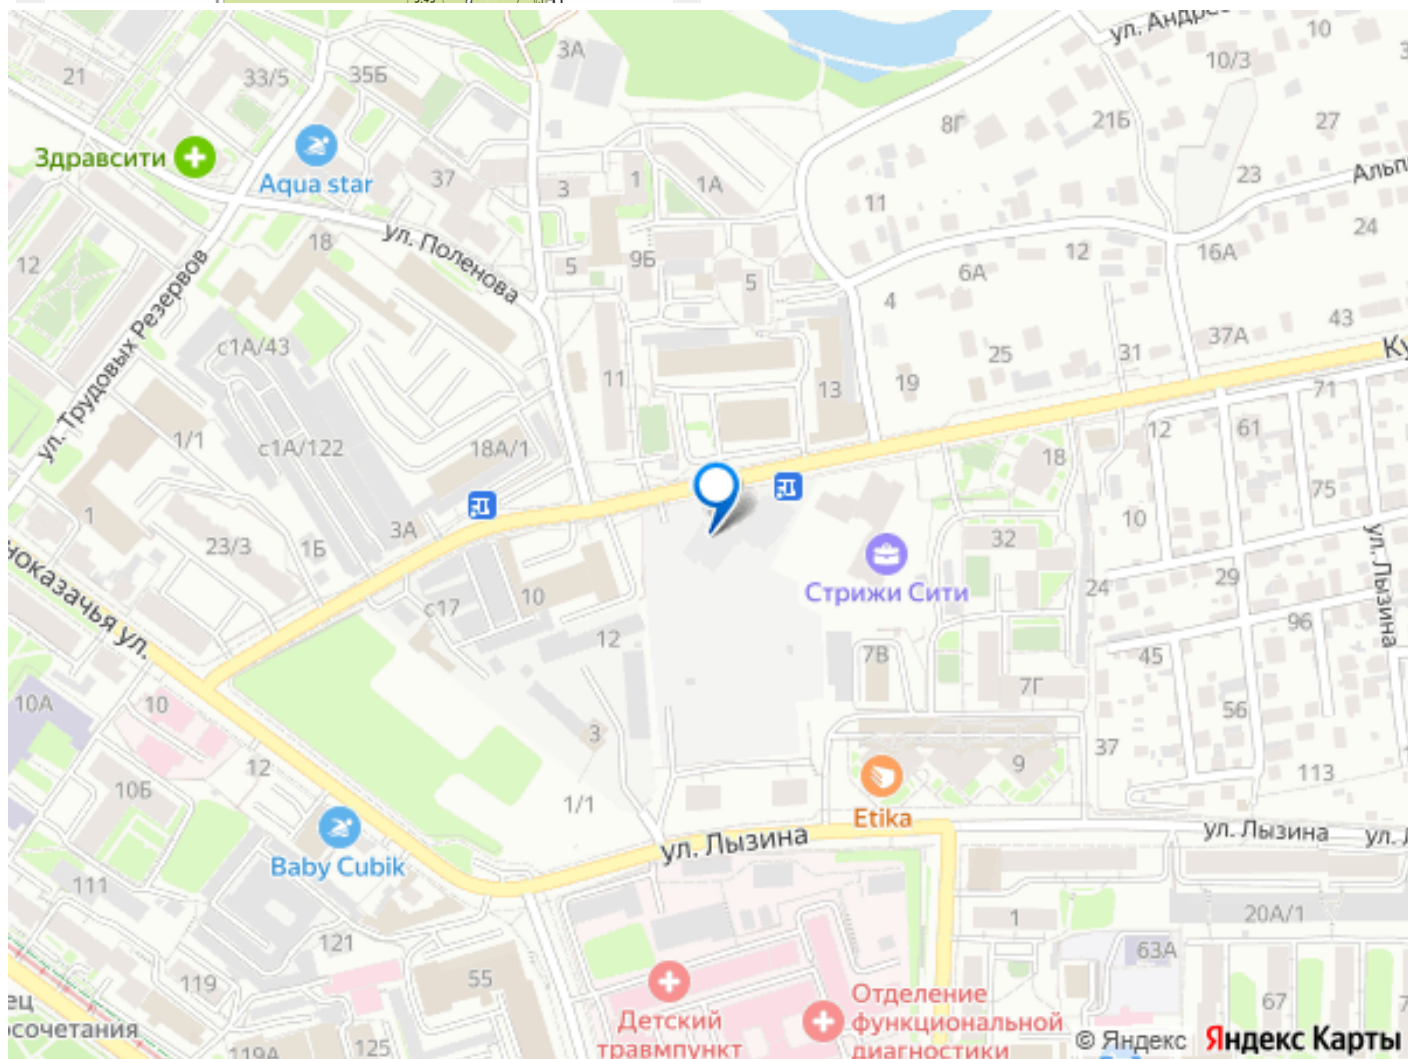 ул. Андре
10
3А
10/3
21
33/5
35Б
8Г
21Б
27
Здравсити
Aqua star
37
3
1
1А
23
Альп
11
ул. Поленова
18
12
5
9Б
5
6А
12
16А
24
ул. Трудовых Резервов
4
с1А/43
25
31
37А
43
Ку
11
13
19
71
1/1
с1А/122
18А/1
18
12
61
75
1
3А
10
23/3
1Б
32
ул. Лызина
Стрижи Сити
24
29
ноказачья ул.
с17
10
12
7В
45
96
10А
10
7Г
56
3
37
12
9
113
10Б
1/1
Etika
ул. Лызина
ул. Лызина
ул. Л
Baby Cubik
111
121
1
20А/1
63А
119
55
67
7
ец
осочетания
Детский
травмпункт
Отделение
функциональной
диагностики
119А
125
© Яндекс
Яндекс Карты